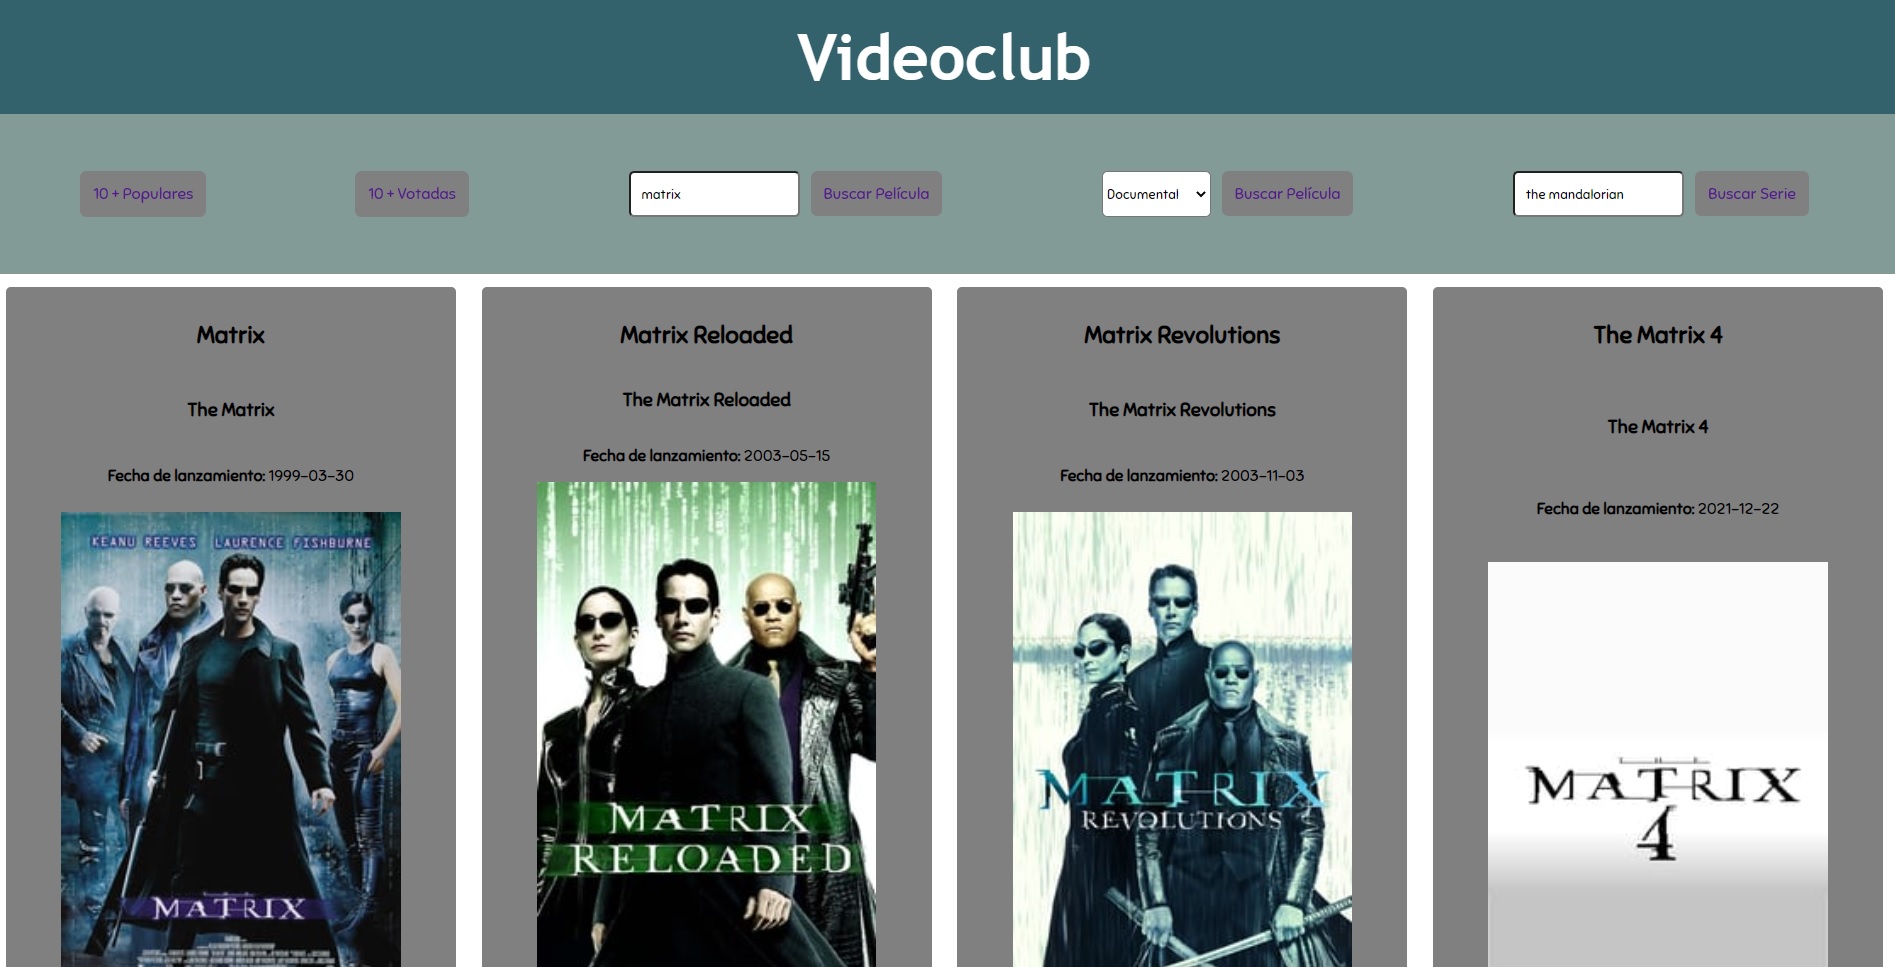 Videoclub
10 + Populares
10 + Votadas
matrix
Buscar Película
Documental
Buscar Película
the mandalorian
Buscar Serie
Matrix
The Matrix
Fecha de lanzamiento: 1999-03-30
KEANU REEVES LAURENCE FISHBURNE
MATRIX
Matrix Reloaded
The Matrix Reloaded
Fecha de lanzamiento: 2003-05-15
MATRIX
RELOADED
Matrix Revolutions
The Matrix Revolutions
Fecha de lanzamiento: 2003-11-03
MATRIX
REVOLUTIONS
The Matrix 4
The Matrix 4
Fecha de lanzamiento: 2021-12-22
THE
MATRIX
4